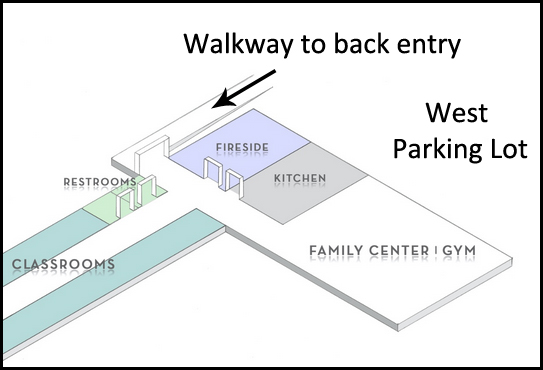 Walkway to back entry
West
Parking Lot
FIRESIDE
KITCHEN
RESTROOMS
FAMILY CENTER | GYM
CLASSROOMS